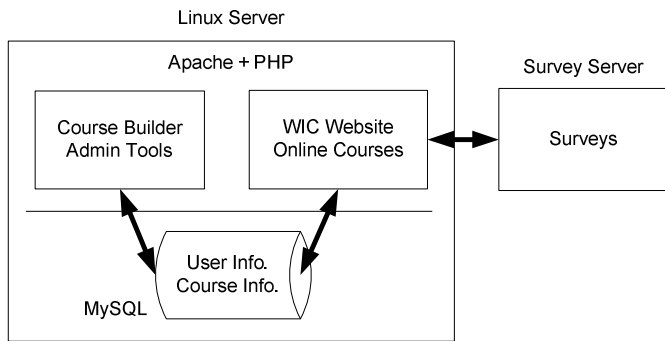 Linux Server
Apache + PHP
Course Builder
Admin Tools
WIC Website
Online Courses
Survey Server
Surveys
User Info.
Course Info.
MySQL